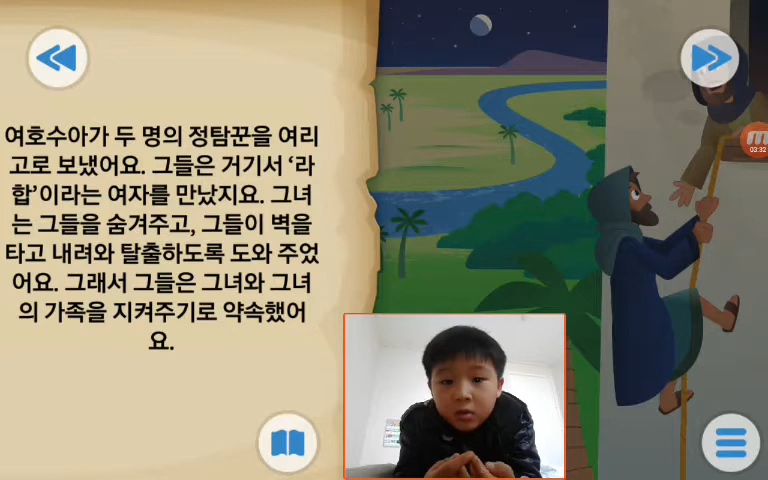 여호수아가 두 명의 정탐꾼을 여리
고로 보냈어요. 그들은 거기서 ‘라
합’이라는 여자를 만났지요. 그녀
는 그들을 숨겨주고, 그들이 벽을
타고 내려와 탈출하도록 도와 주었
어요. 그래서 그들은 그녀와 그녀
의 가족을 지켜주기로 약속했어
요.
03:32